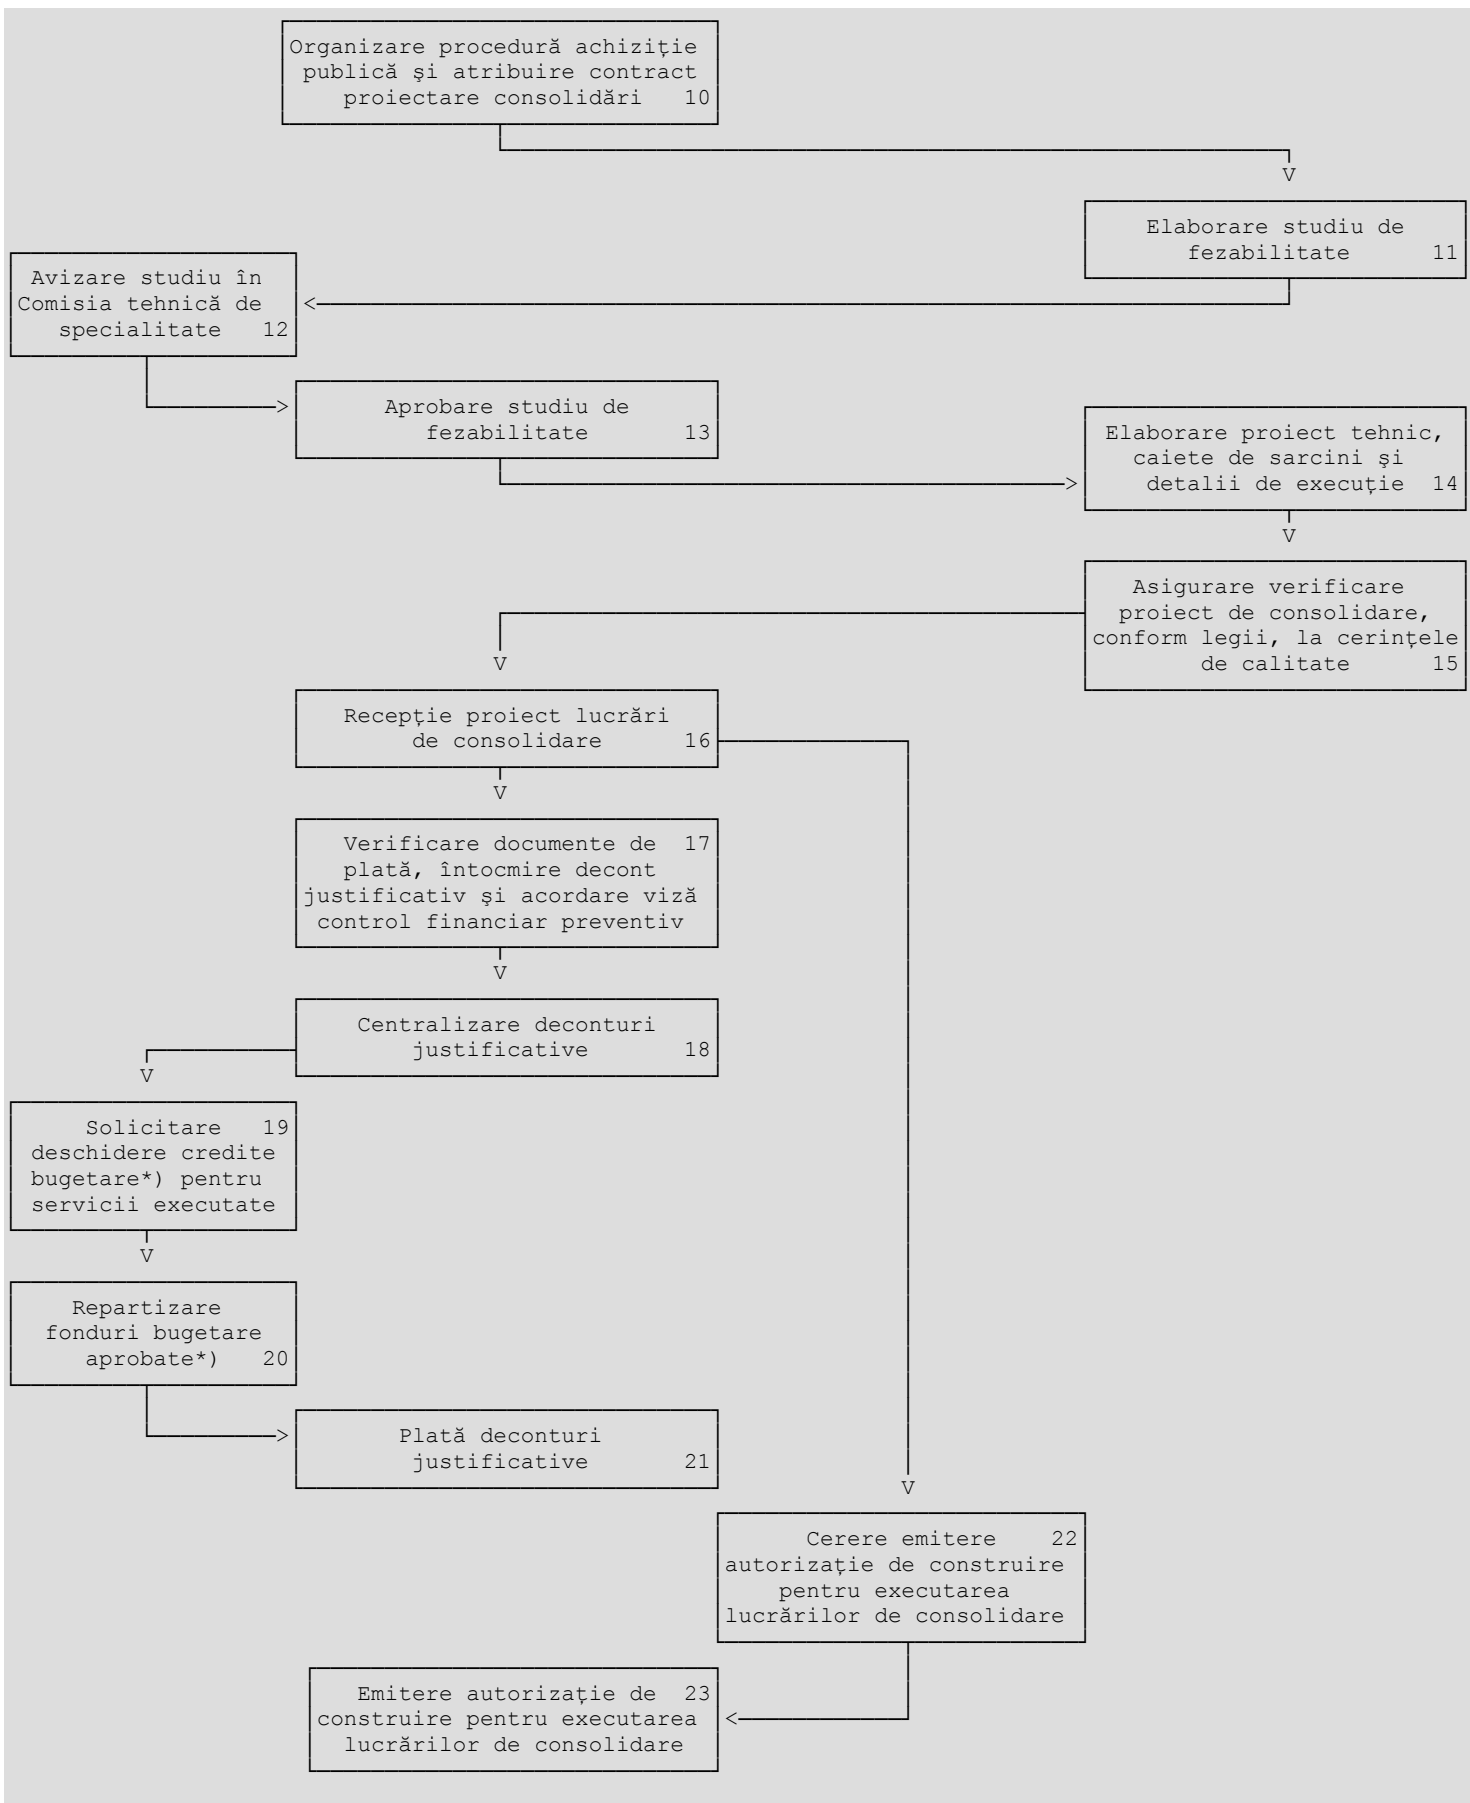 Organizare procedură achiziţie
publică şi atribuire contract
proiectare consolidări 10
V
Elaborare studiu de
fezabilitate 11
Avizare studiu în
Comisia tehnică de
specialitate 12
<
>
Aprobare studiu de
fezabilitate 13
Elaborare proiect tehnic,
caiete de sarcini şi
detalii de execuţie 14
>
V
Asigurare verificare
proiect de consolidare,
conform legii, la cerinţele
de calitate 15
V
Recepţie proiect lucrări
de consolidare 16
V
Verificare documente de 17
plată, întocmire decont
justificativ şi acordare viză
control financiar preventiv
V
Centralizare deconturi
justificative 18
V
Solicitare 19
deschidere credite
bugetare*) pentru
servicii executate
V
Repartizare
fonduri bugetare
aprobate*) 20
>
Plată deconturi
justificative 21
V
Cerere emitere 22
autorizaţie de construire
pentru executarea
lucrărilor de consolidare
Emitere autorizaţie de 23
construire pentru executarea
lucrărilor de consolidare
<